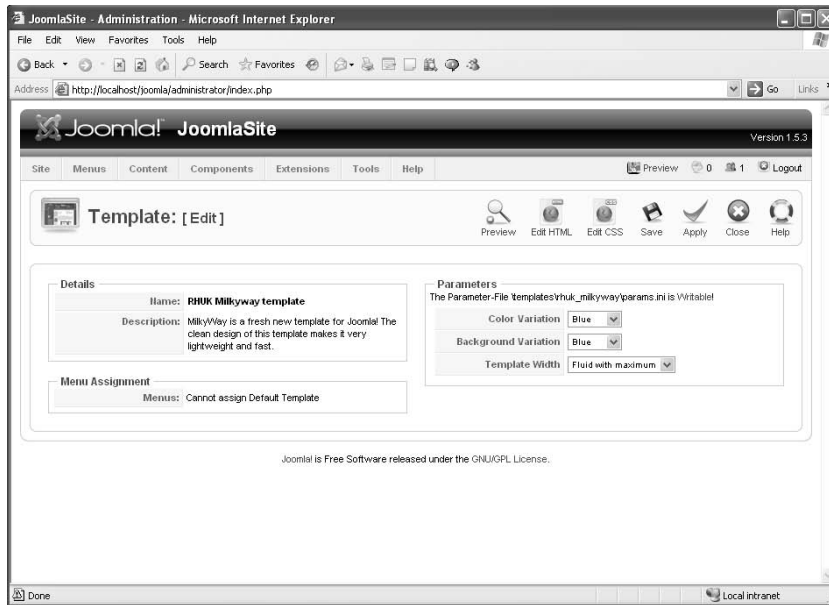 JoomlaSite - Administration - Microsoft Internet Explorer
File Edit View Favorites Tools Help
Back Search Favorites
Address http://localhost/joomla/administrator/index.php Go Links
Joomla! JoomlaSite
Version 1.5.3
Site Menus Content Components Extensions Tools Help Preview 0 1 Logout
Template: [ Edit ]
Preview Edit HTML Edit CSS Save Apply Close Help
Details
Name: RHUK Milkyway template
Description: MilkyWay is a fresh new template for Joomla! The
clean design of this template makes it very
lightweight and fast.
Menu Assignment
Menus: Cannot assign Default Template
Parameters
The Parameter-File \templates\rhuk_milkyway\params.ini is Writable!
Color Variation Blue
Background Variation Blue
Template Width Fluid with maximum
Joomla! is Free Software released under the GNU/GPL License.
Done Local intranet